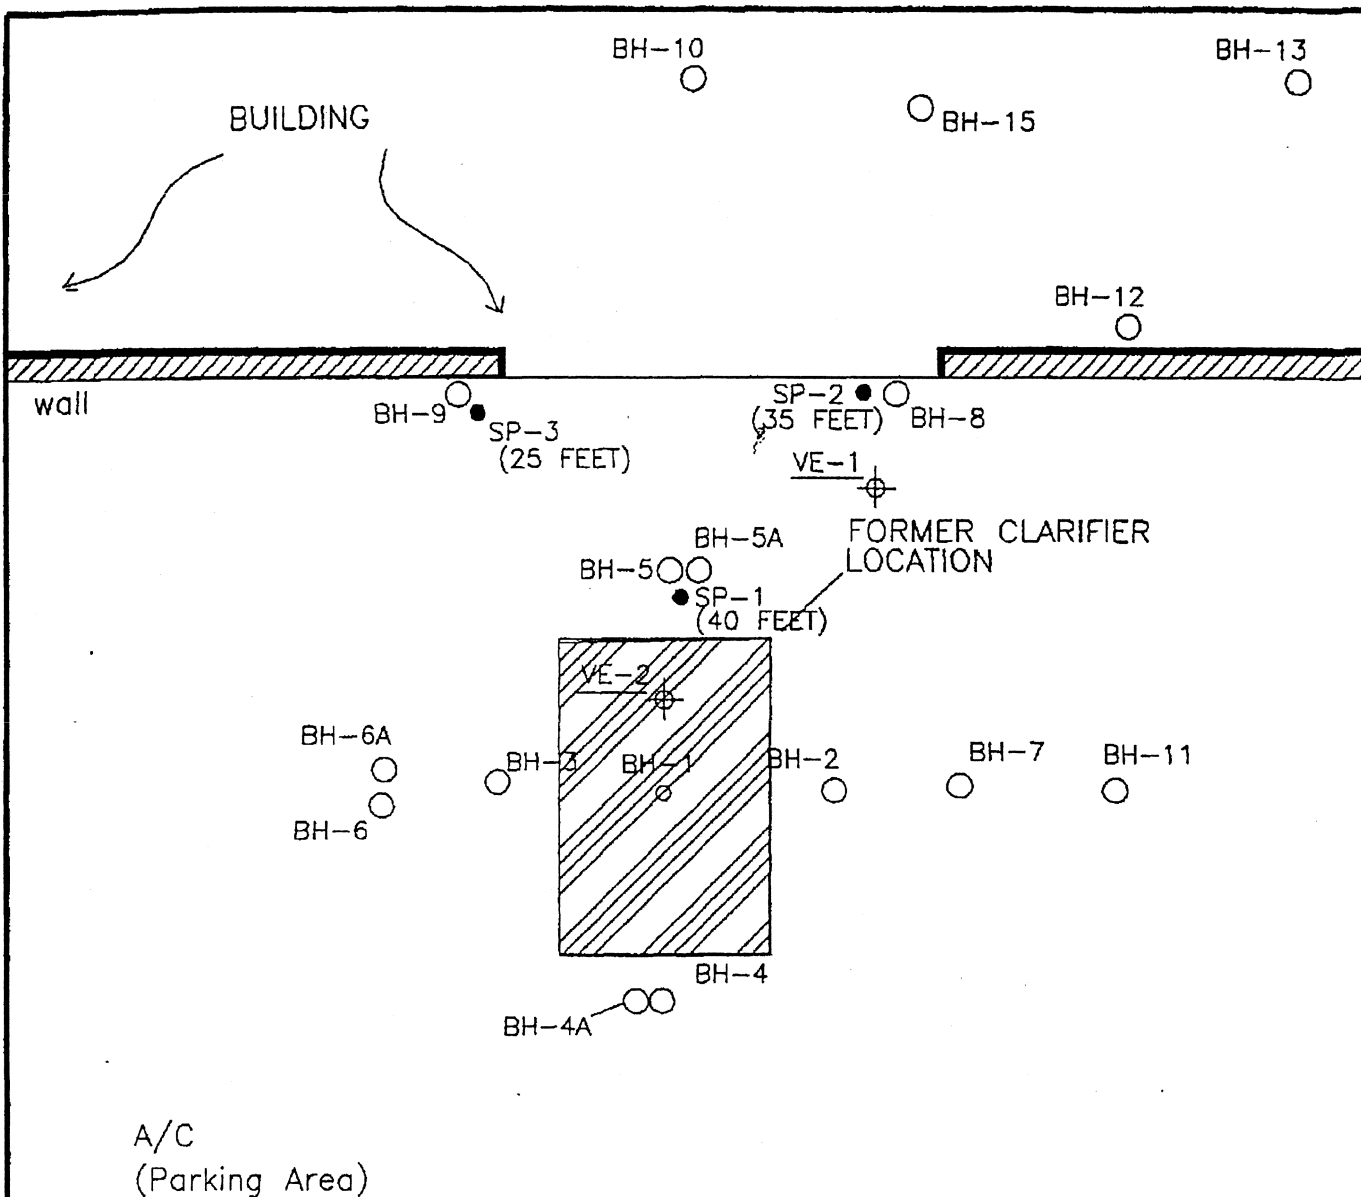 BH-10
BH-13
BUILDING
BH-15
BH-12
wall
BH-9
SP-3
(25 FEET)
SP-2
(35 FEET)
BH-8
VE-1
FORMER CLARIFIER
LOCATION
BH-5A
BH-5
SP-1
(40 FEET)
VE-2
BH-6A
BH-3
BH-1
BH-2
BH-7
BH-11
BH-6
BH-4
BH-4A
A/C
(Parking Area)